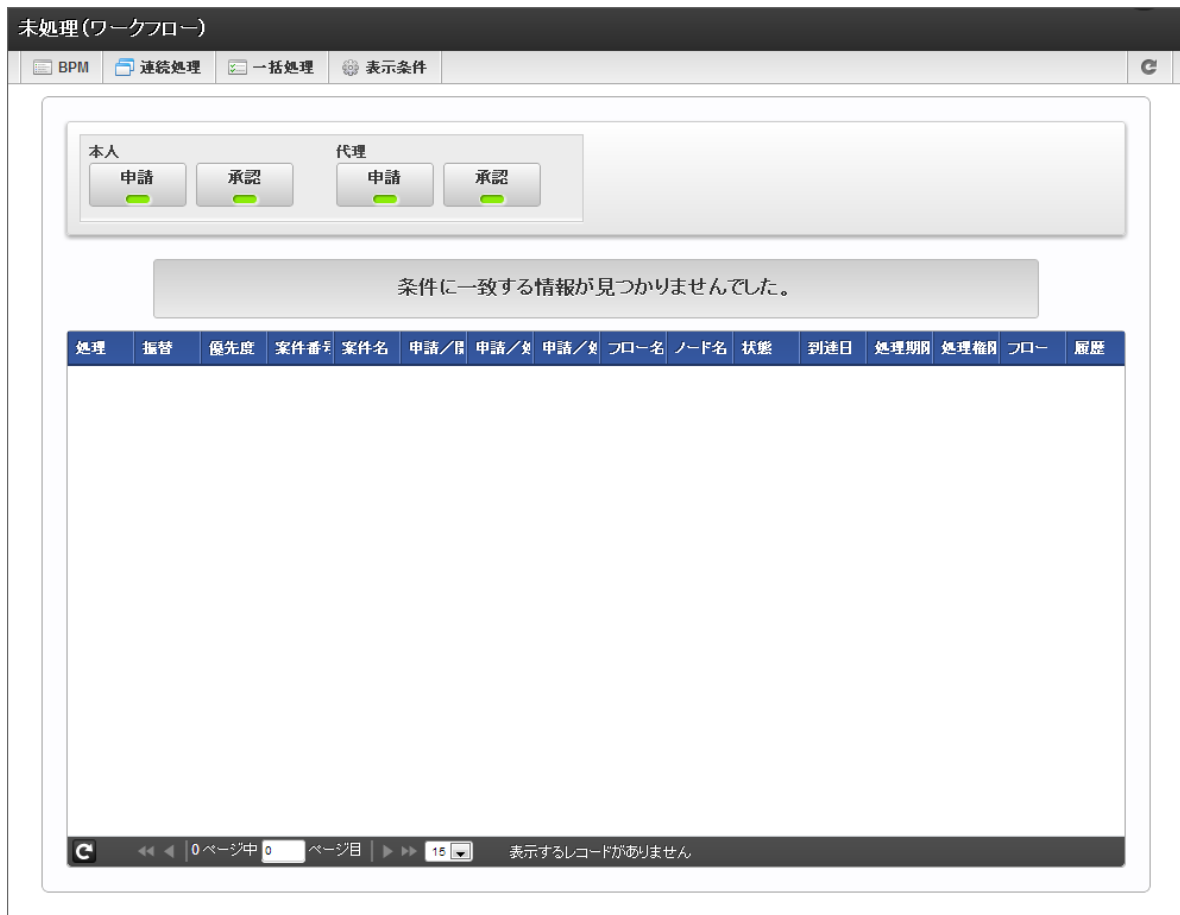 未処理(ワークフロー)
BPM 連続処理 一括処理 表示条件
本人 代理
申請 承認 申請 承認
条件に一致する情報が見つかりませんでした。
処理 振替 優先度 案件番 案件名 申請/ 申請/ 申請/ フロー名 ノード名 状態 到達日 処理期 処理権 フロー 履歴
0 ページ中 0 ページ目 15 表示するレコードがありません